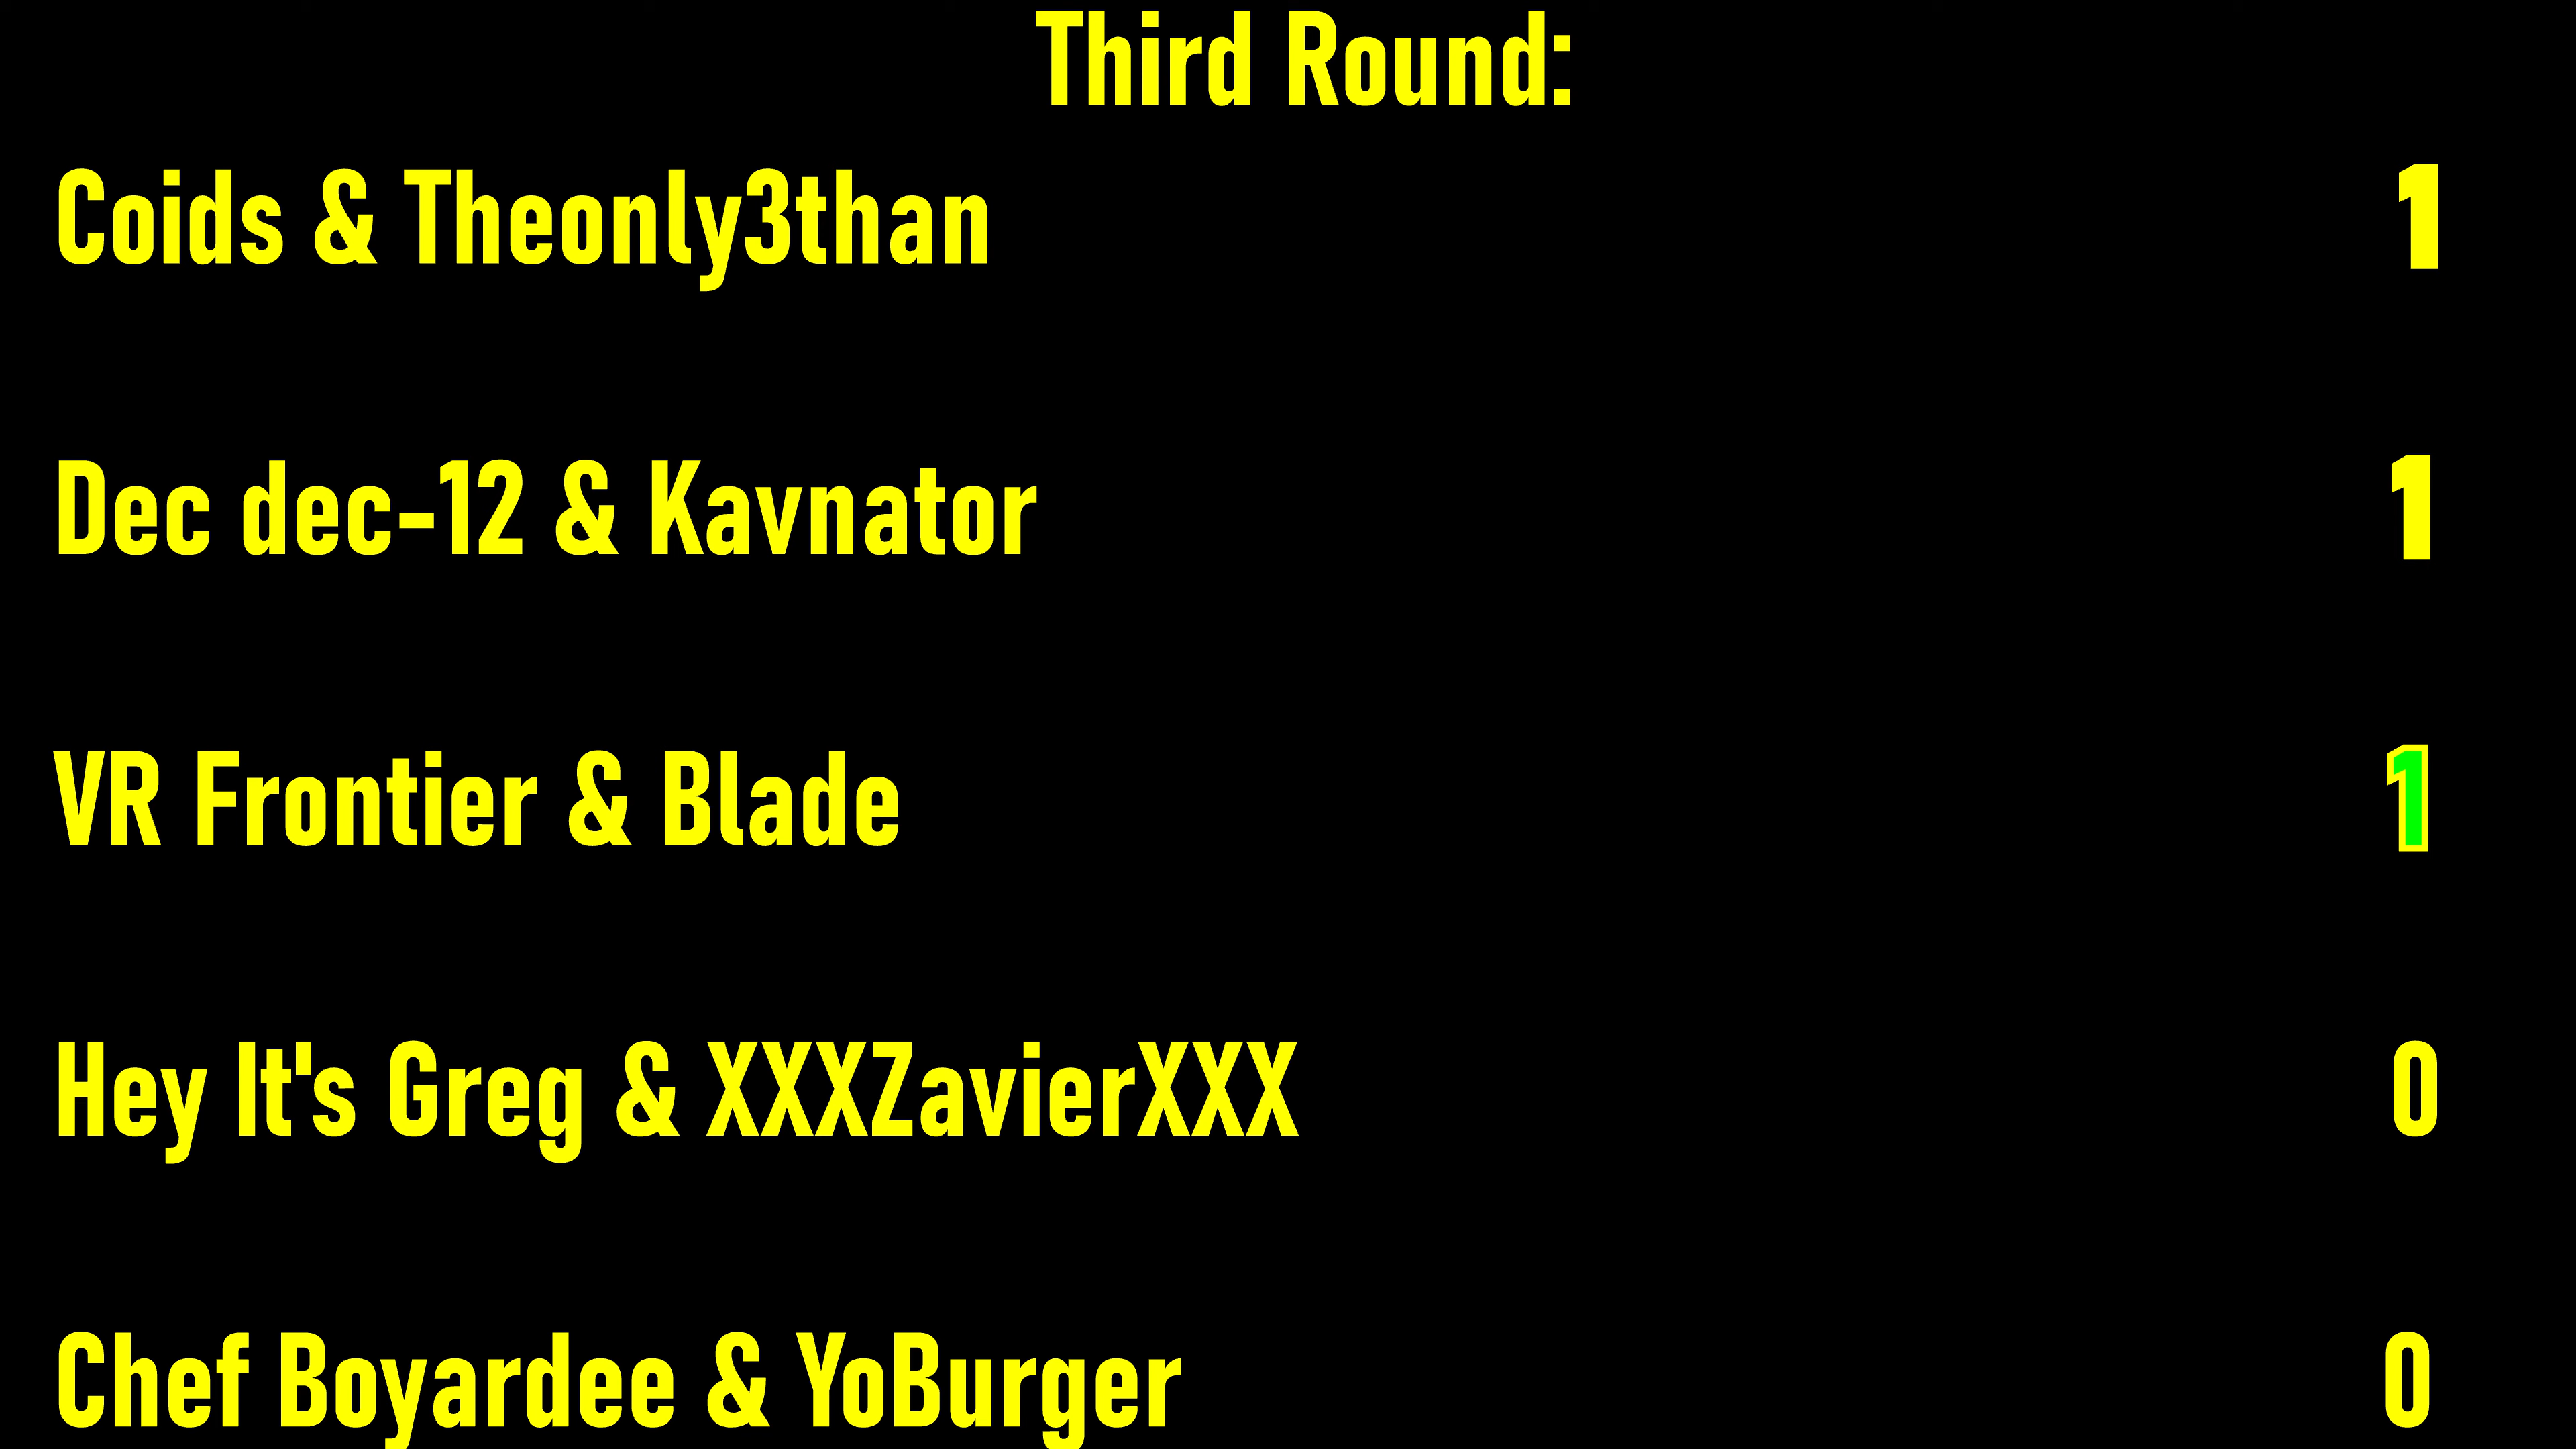 Third Round:
Coids & Theonly3than 1
Dec dec-12 & Kavnator 1
VR Frontier & Blade 1
Hey It's Greg & XXXZavierXXX 0
Chef Boyardee & YoBurger 0